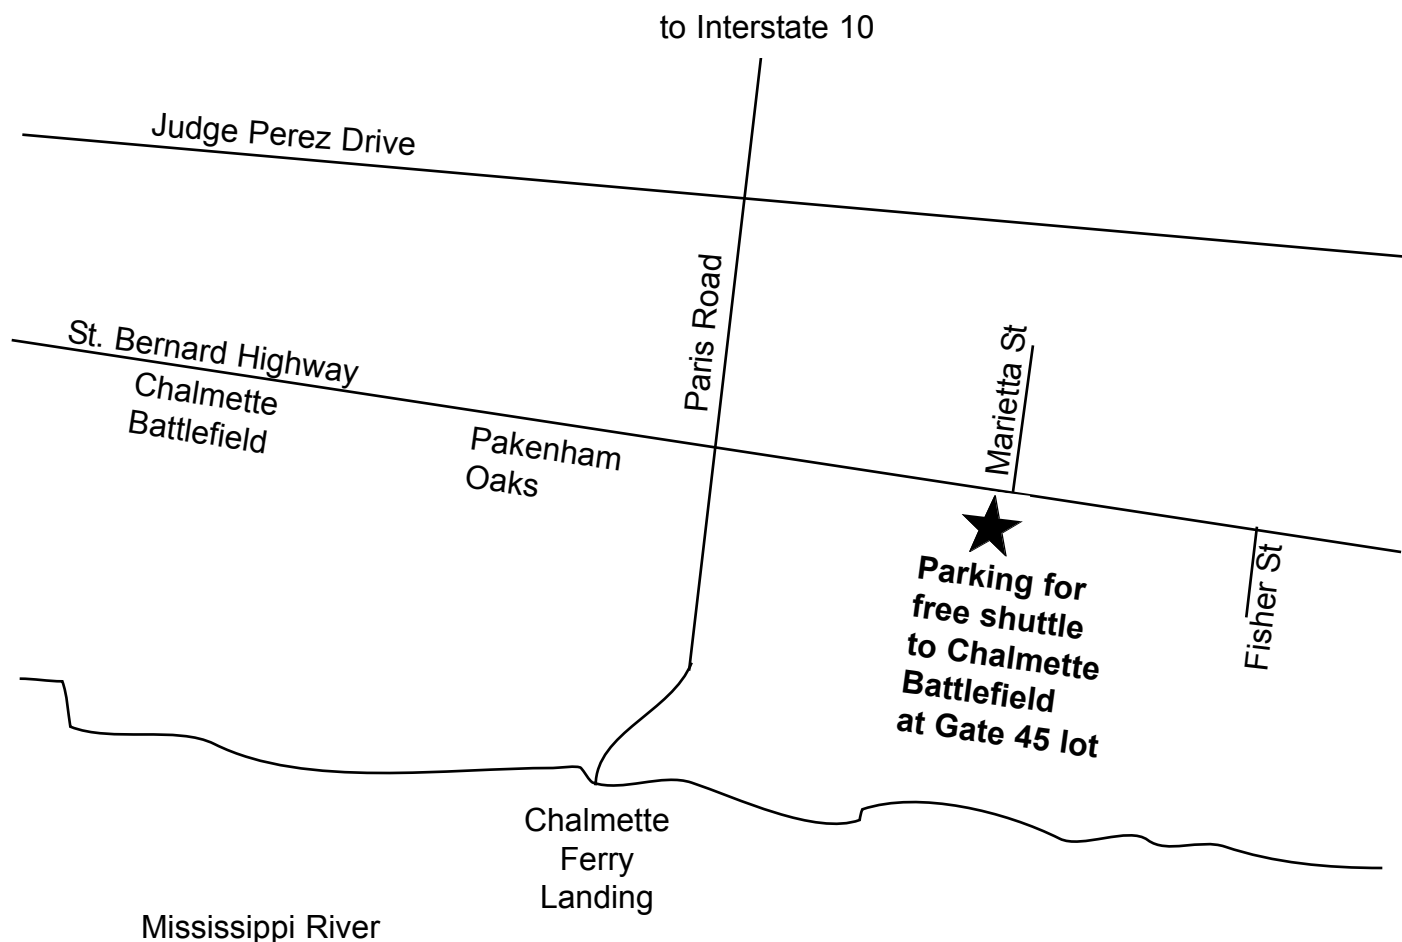 to Interstate 10
Judge Perez Drive
Paris Road
St. Bernard Highway
Chalmette
Battlefield
Pakenham
Oaks
Marietta St
Parking for
free shuttle
to Chalmette
Battlefield
at Gate 45 lot
Fisher St
Chalmette
Ferry
Landing
Mississippi River